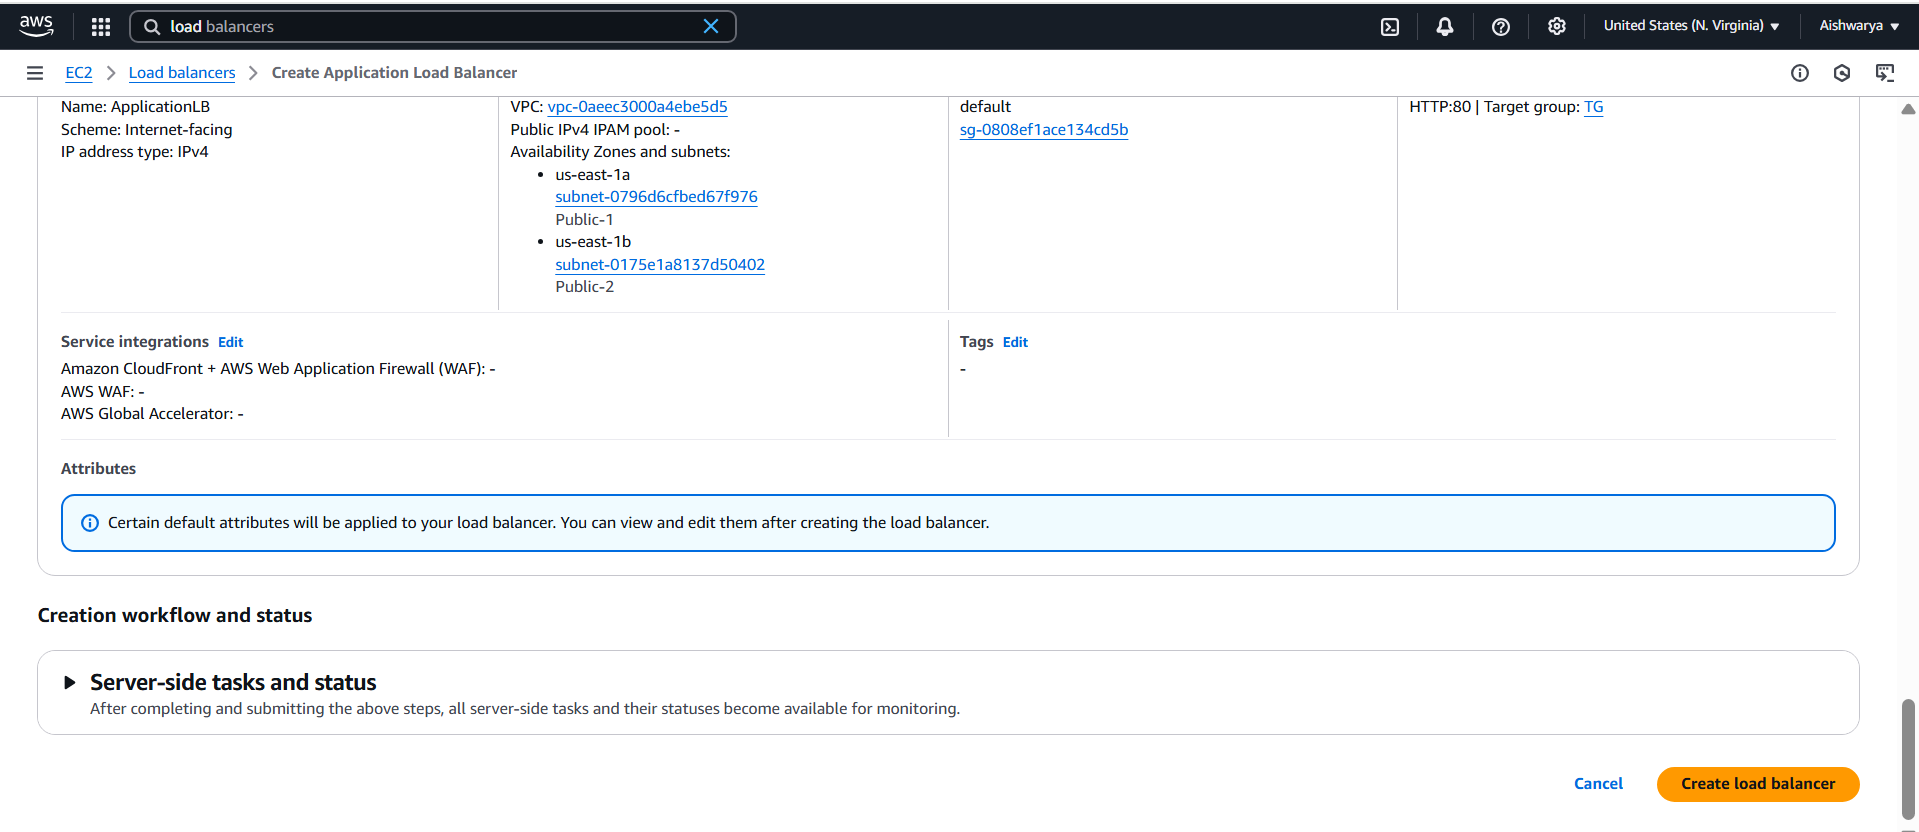 aws
load balancers
United States (N. Virginia)
Aishwarya
EC2
Load balancers
Create Application Load Balancer
Name: ApplicationLB
Scheme: Internet-facing
IP address type: IPv4
VPC: vpc-0aeec3000a4ebe5d5
Public IPv4 IPAM pool: -
Availability Zones and subnets:
• us-east-1a
subnet-0796d6cfbed67f976
Public-1
• us-east-1b
subnet-0175e1a8137d50402
Public-2
default
sg-0808ef1ace134cd5b
HTTP:80 | Target group: TG
Service integrations Edit
Amazon CloudFront + AWS Web Application Firewall (WAF): -
AWS WAF: -
AWS Global Accelerator: -
Tags Edit
-
Attributes
Certain default attributes will be applied to your load balancer. You can view and edit them after creating the load balancer.
Creation workflow and status
Server-side tasks and status
After completing and submitting the above steps, all server-side tasks and their statuses become available for monitoring.
Cancel
Create load balancer